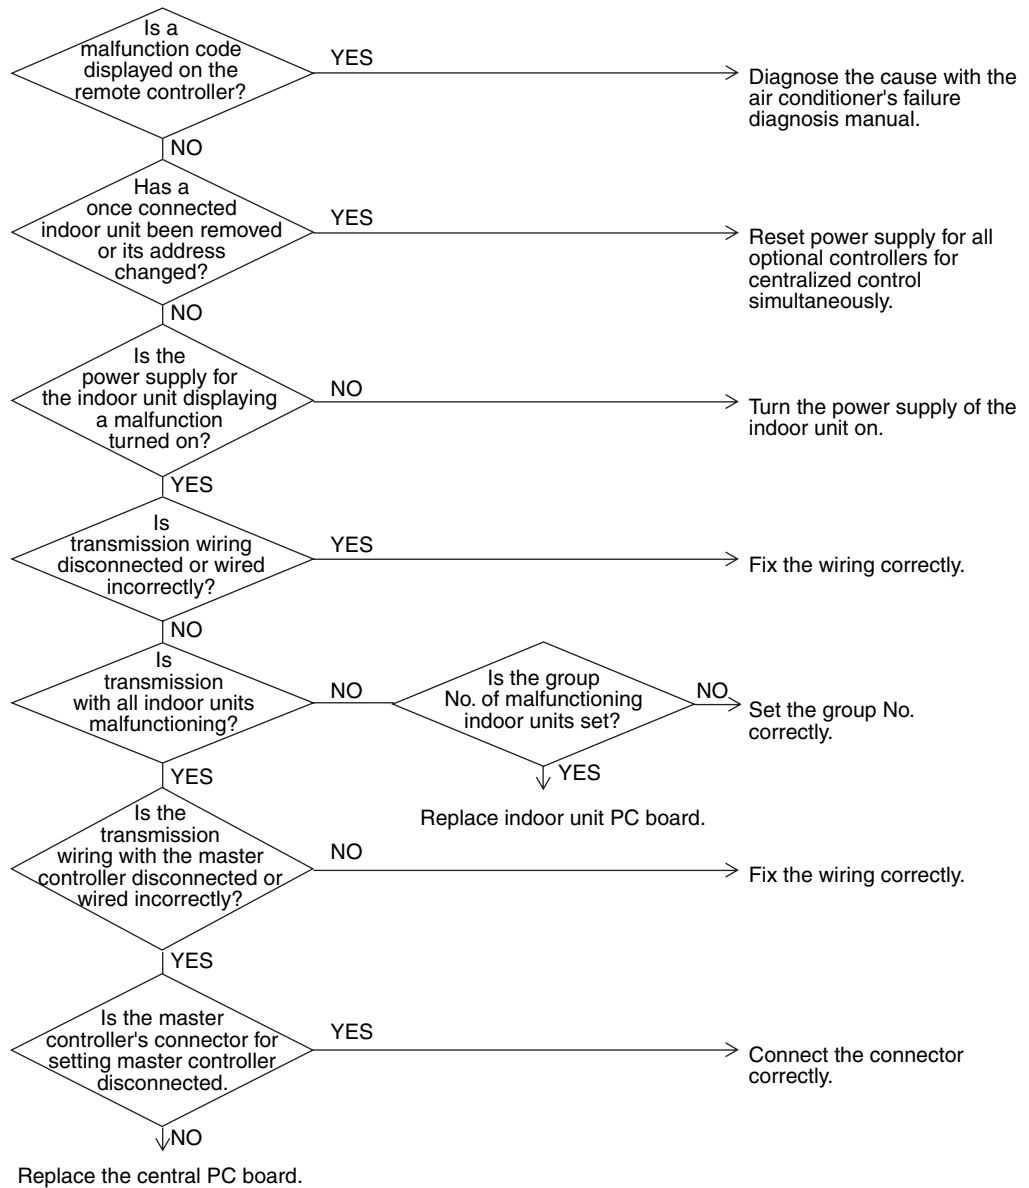 Is a
malfunction code
displayed on the
remote controller?
YES
Diagnose the cause with the
air conditioner's failure
diagnosis manual.
NO
Has a
once connected
indoor unit been removed
or its address
changed?
YES
Reset power supply for all
optional controllers for
centralized control
simultaneously.
NO
Is the
power supply for
the indoor unit displaying
a malfunction
turned on?
NO
Turn the power supply of the
indoor unit on.
YES
Is
transmission wiring
disconnected or wired
incorrectly?
YES
Fix the wiring correctly.
NO
Is
transmission
with all indoor units
malfunctioning?
NO
Is the group
No. of malfunctioning
indoor units set?
NO
Set the group No.
correctly.
YES
Replace indoor unit PC board.
YES
Is the
transmission
wiring with the master
controller disconnected or
wired incorrectly?
NO
Fix the wiring correctly.
YES
Is the master
controller's connector for
setting master controller
disconnected.
YES
Connect the connector
correctly.
NO
Replace the central PC board.